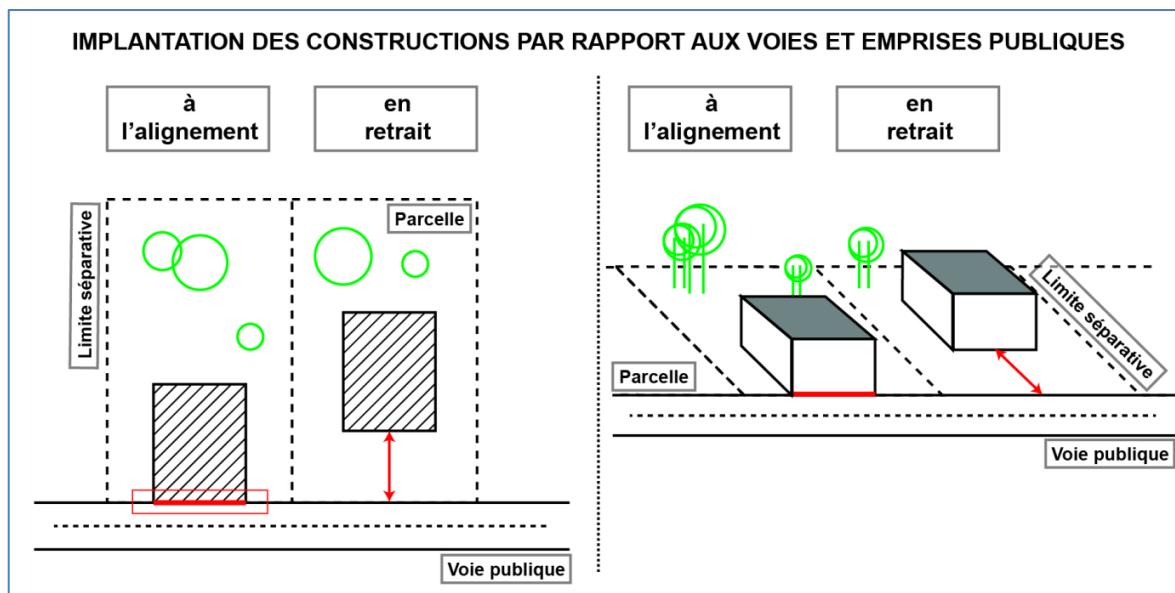 IMPLANTATION DES CONSTRUCTIONS PAR RAPPORT AUX VOIES ET EMPRISES PUBLIQUES
à
l'alignement
en
retrait
Limite séparative
Parcelle
Voie publique
à
l'alignement
en
retrait
Limite séparative
Parcelle
Voie publique